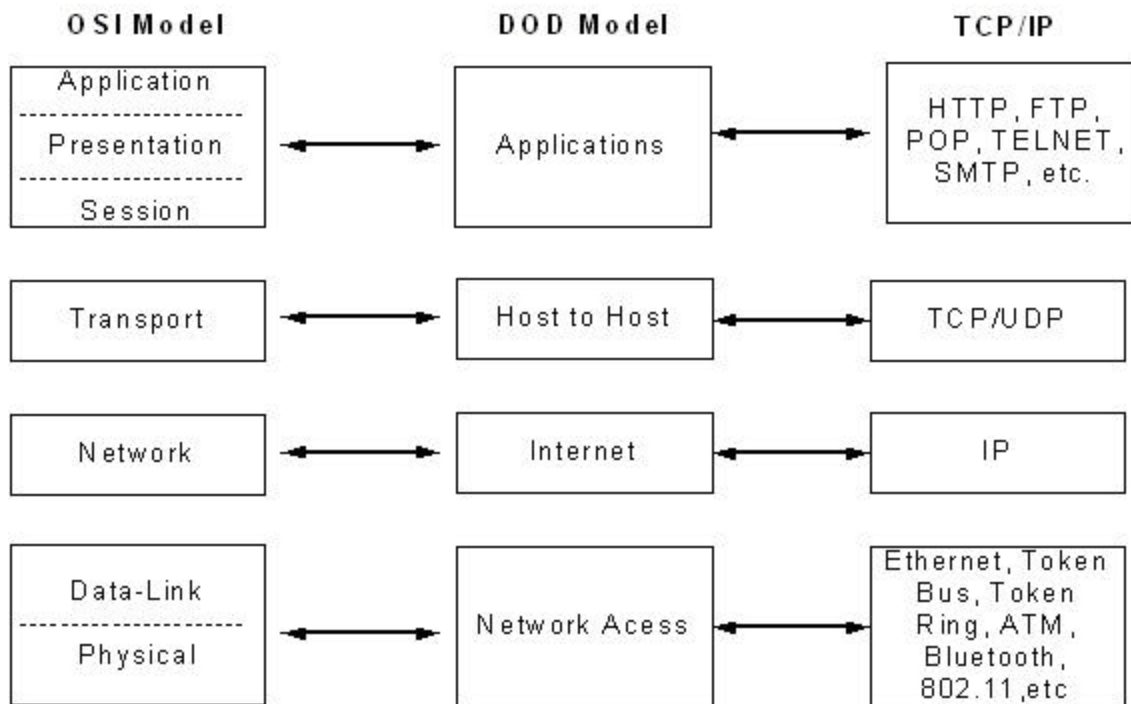 OSI Model
DOD Model
TCP/IP
Application
Presentation
Session
Applications
HTTP, FTP,
POP, TELNET,
SMTP, etc.
Transport
Host to Host
TCP/UDP
Network
Internet
IP
Data-Link
Physical
Network Acess
Ethernet, Token
Bus, Token
Ring, ATM,
Bluetooth,
802.11,etc